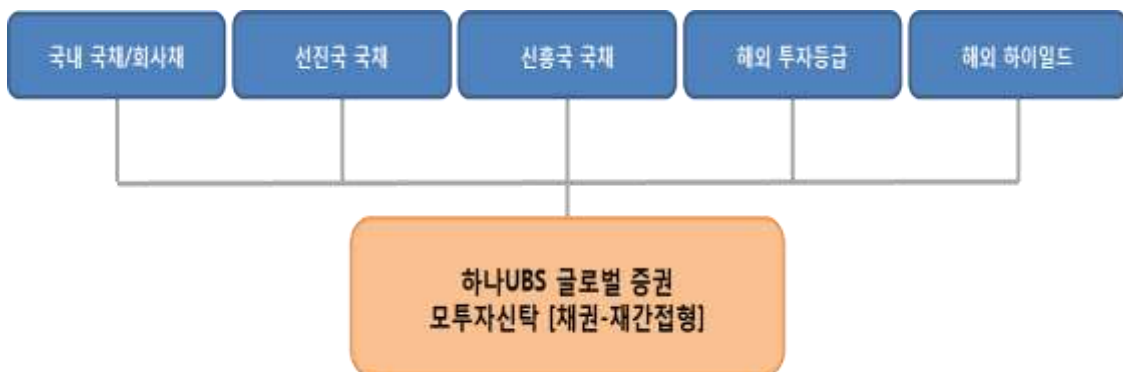 국내 국채/회사채
선진국 국채
신흥국 국채
해외 투자등급
해외 하이일드
하나UBS 글로벌 증권
모투자신탁 [채권-재간접형]